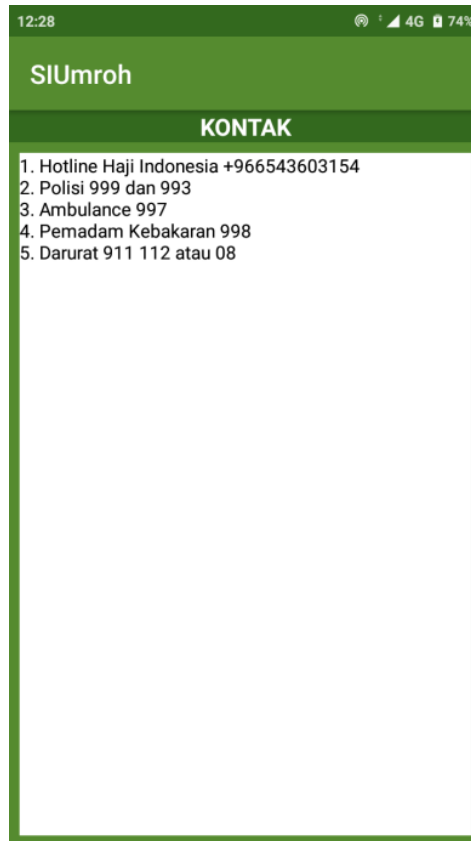 12:28 4G 74%
SIUmroh
KONTAK
1. Hotline Haji Indonesia +966543603154
2. Polisi 999 dan 993
3. Ambulance 997
4. Pemadam Kebakaran 998
5. Darurat 911 112 atau 08